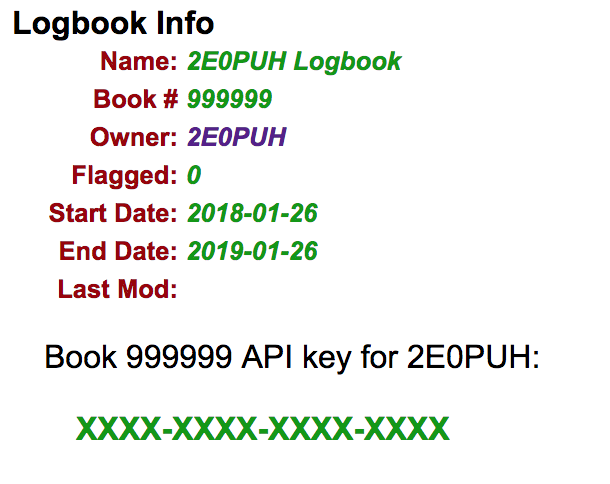 Logbook Info
Name: 2E0PUH Logbook
Book # 999999
Owner: 2E0PUH
Flagged: 0
Start Date: 2018-01-26
End Date: 2019-01-26
Last Mod:
Book 999999 API key for 2E0PUH:
XXXX-XXXX-XXXX-XXXX